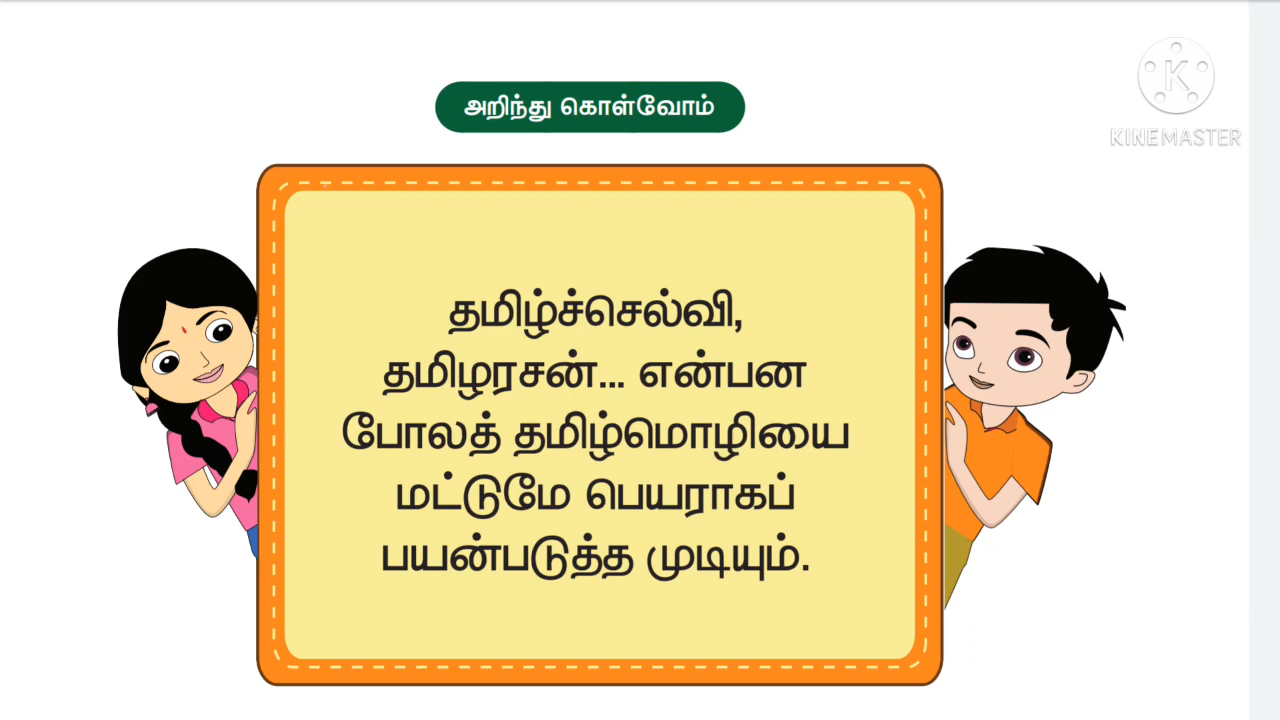 அறிந்து கொள்வோம்
KINEMASTER
தமிழ்ச்செல்வி,
தமிழரசன்... என்பன
போலத் தமிழ்மொழியை
மட்டுமே பெயராகப்
பயன்படுத்த முடியும்.